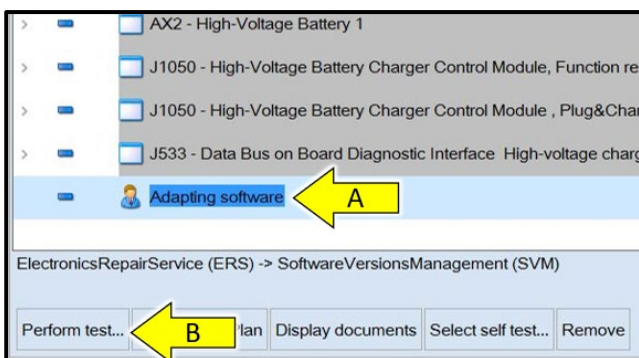 AX2 - High-Voltage Battery 1
J1050 - High-Voltage Battery Charger Control Module, Function re
J1050 - High-Voltage Battery Charger Control Module , Plug&Char
J533 - Data Bus on Board Diagnostic Interface High-voltage charg
Adapting software A
ElectronicsRepairService (ERS) -> SoftwareVersionsManagement (SVM)
Perform test... B lan Display documents Select self test... Remove